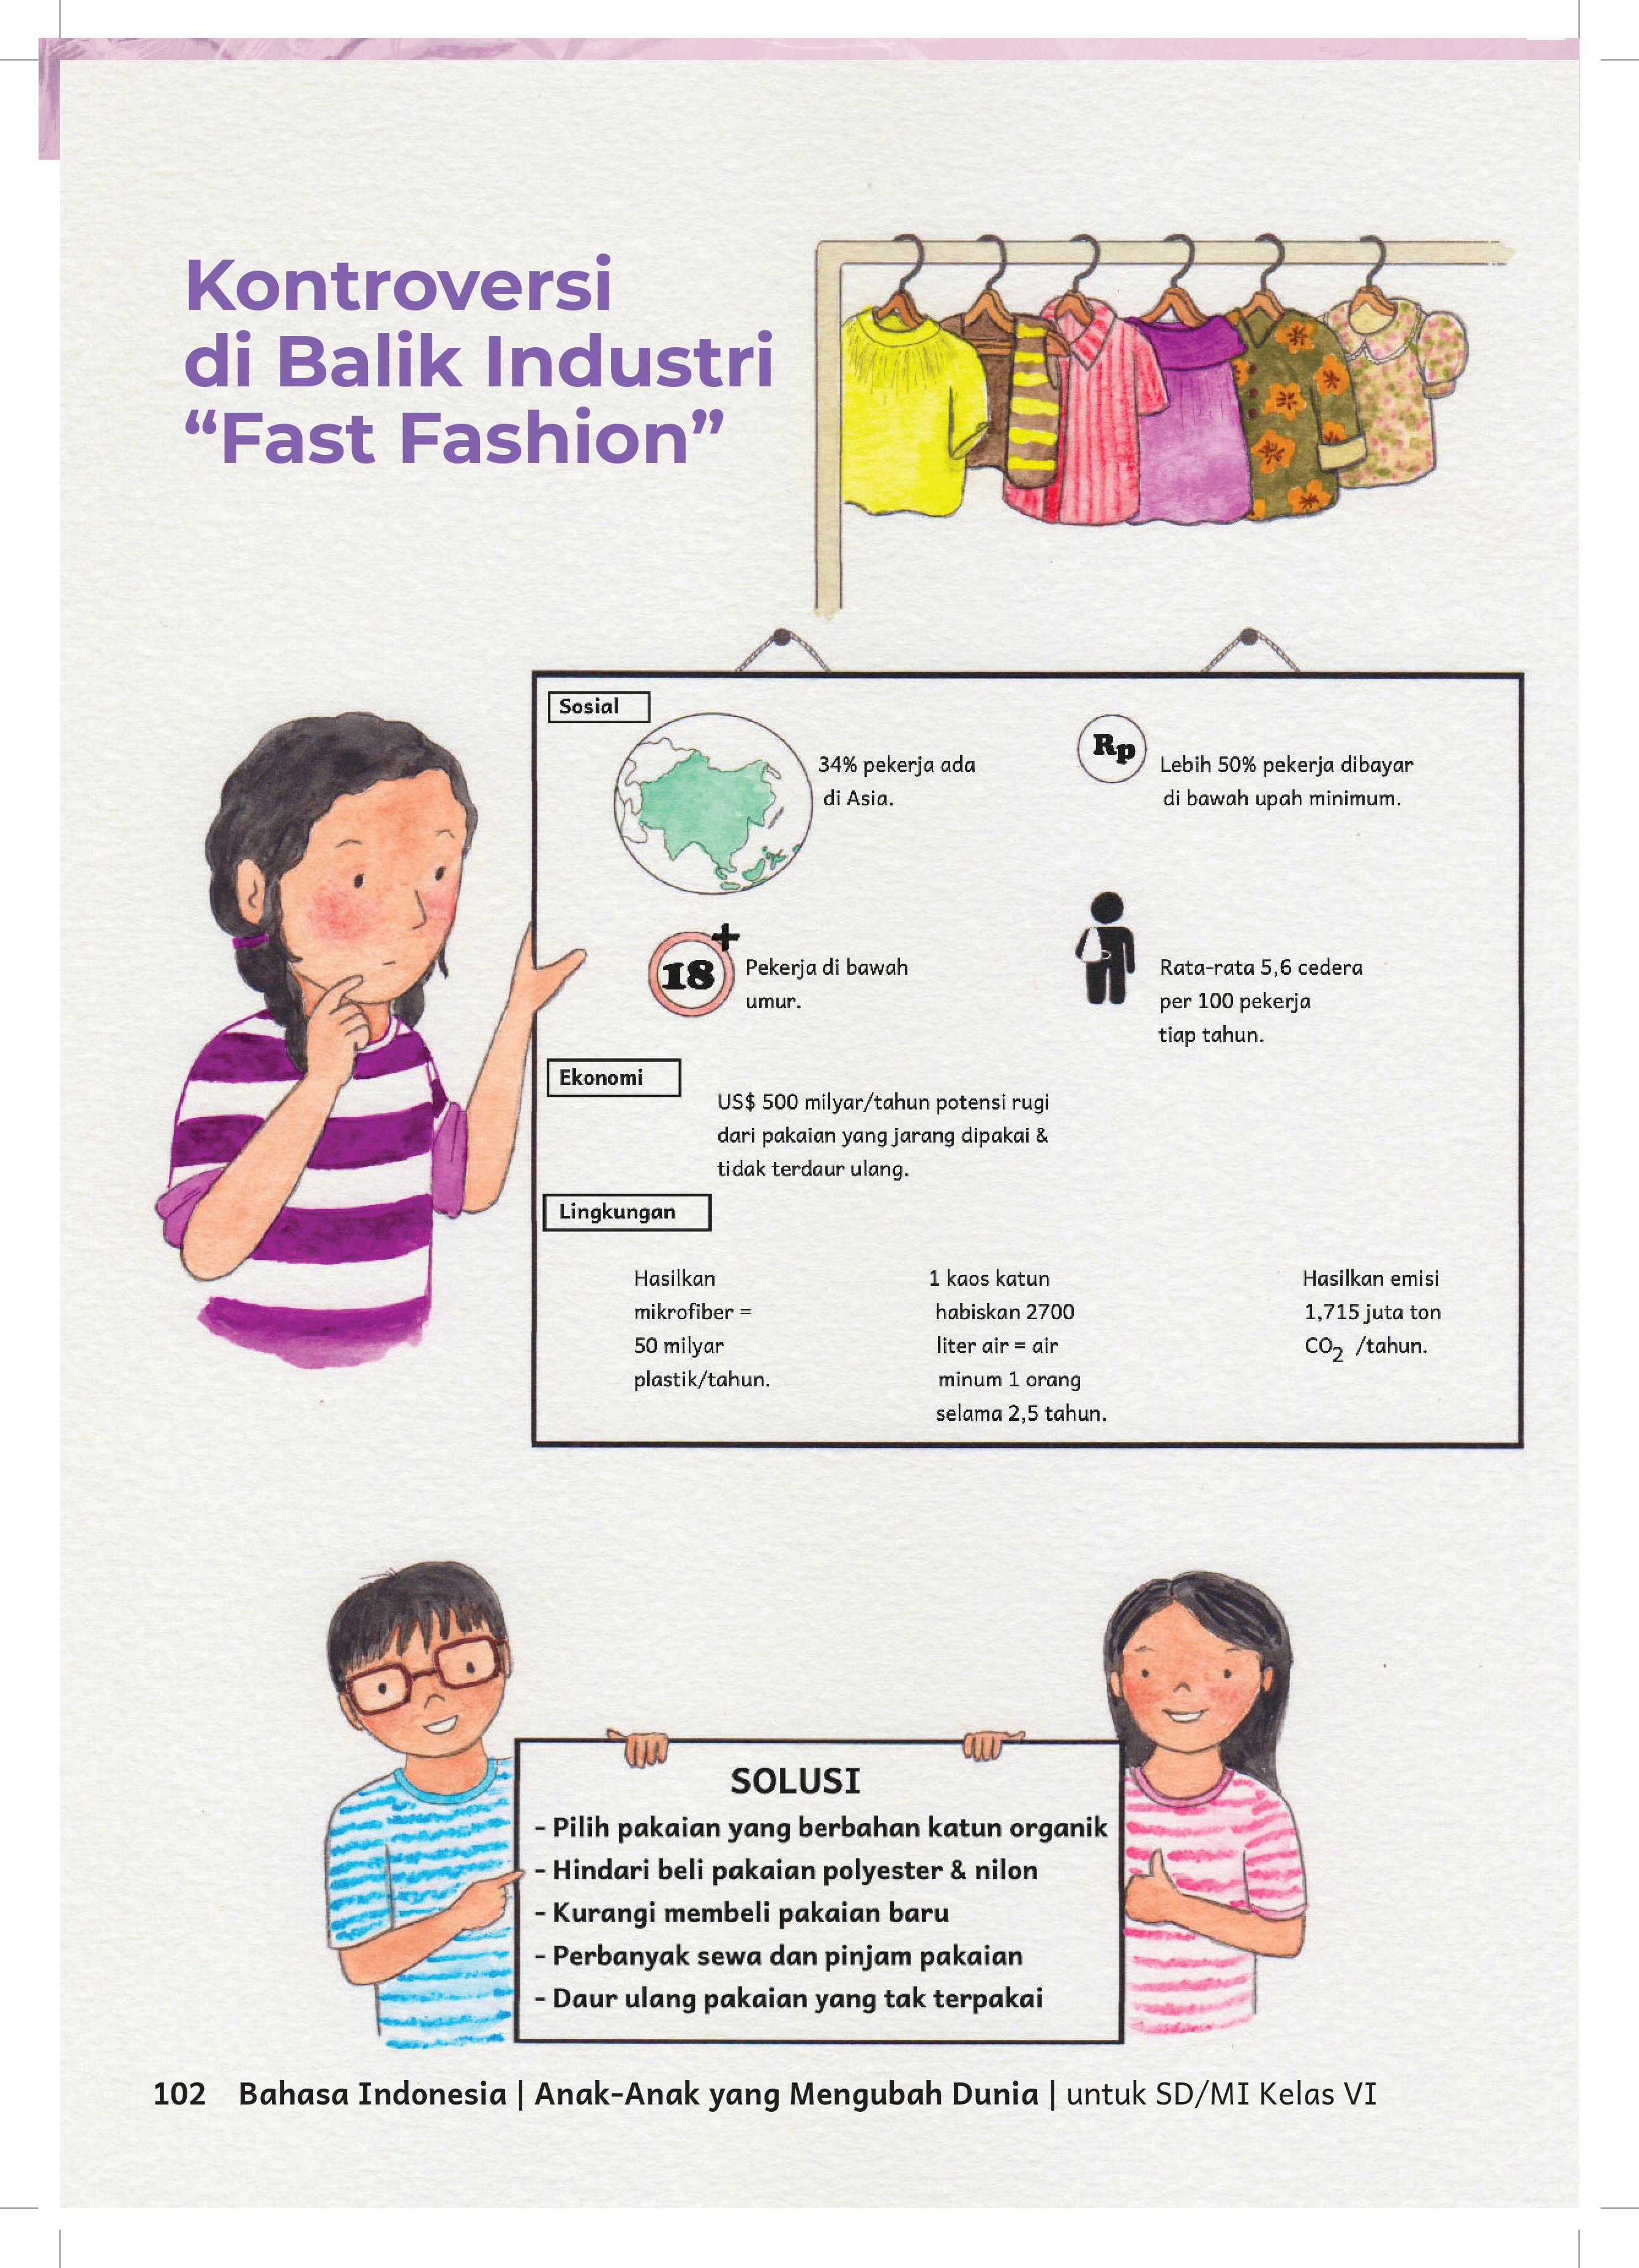 Kontroversi
di Balik Industri
“Fast Fashion”
Sosial
34% pekerja ada
di Asia.
Rp
Lebih 50% pekerja dibayar
di bawah upah minimum.
18+
Pekerja di bawah
umur.
Rata-rata 5,6 cedera
per 100 pekerja
tiap tahun.
Ekonomi
US$ 500 milyar/tahun potensi rugi
dari pakaian yang jarang dipakai &
tidak terdaur ulang.
Lingkungan
Hasilkan
mikrofiber =
50 milyar
plastik/tahun.
1 kaos katun
habiskan 2700
liter air = air
minum 1 orang
selama 2,5 tahun.
Hasilkan emisi
1,715 juta ton
CO2 /tahun.
SOLUSI
- Pilih pakaian yang berbahan katun organik
- Hindari beli pakaian polyester & nilon
- Kurangi membeli pakaian baru
- Perbanyak sewa dan pinjam pakaian
- Daur ulang pakaian yang tak terpakai
102 Bahasa Indonesia | Anak-Anak yang Mengubah Dunia | untuk SD/MI Kelas VI